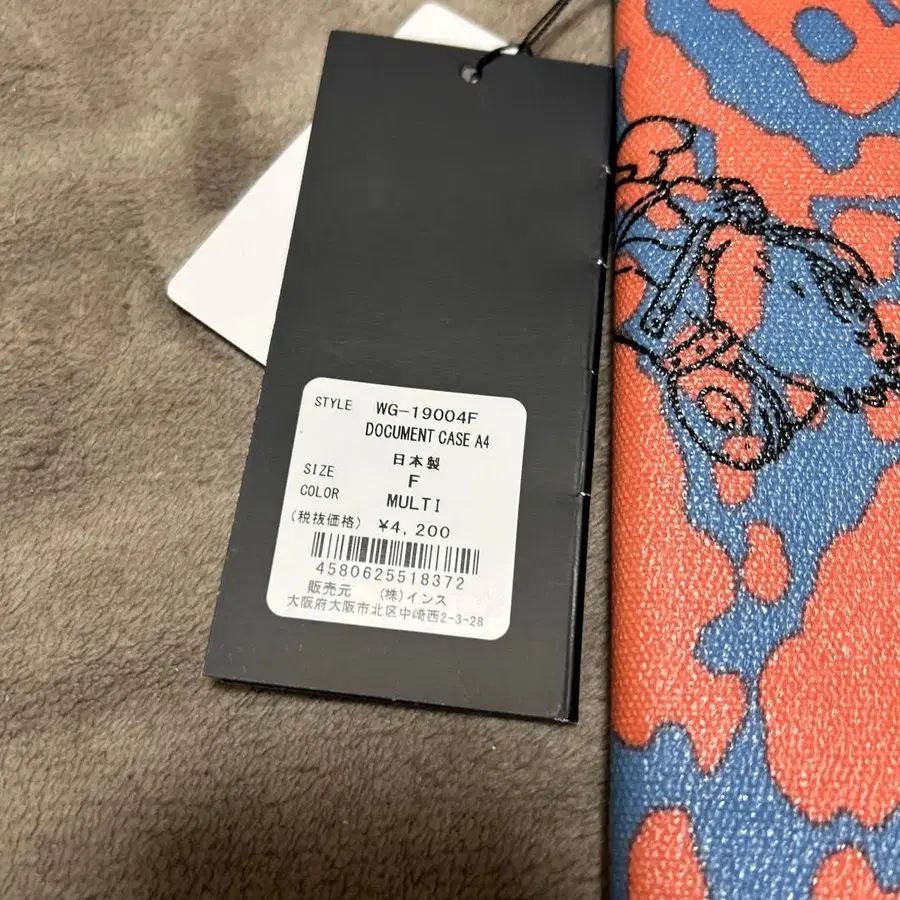 STYLE WG-19004F
DOCUMENT CASE A4
日本製
SIZE F
COLOR MULTI
(税抜価格) ¥4,200
4580625518372
販売元 (株)インス
大阪府大阪市北区中崎西2-3-28